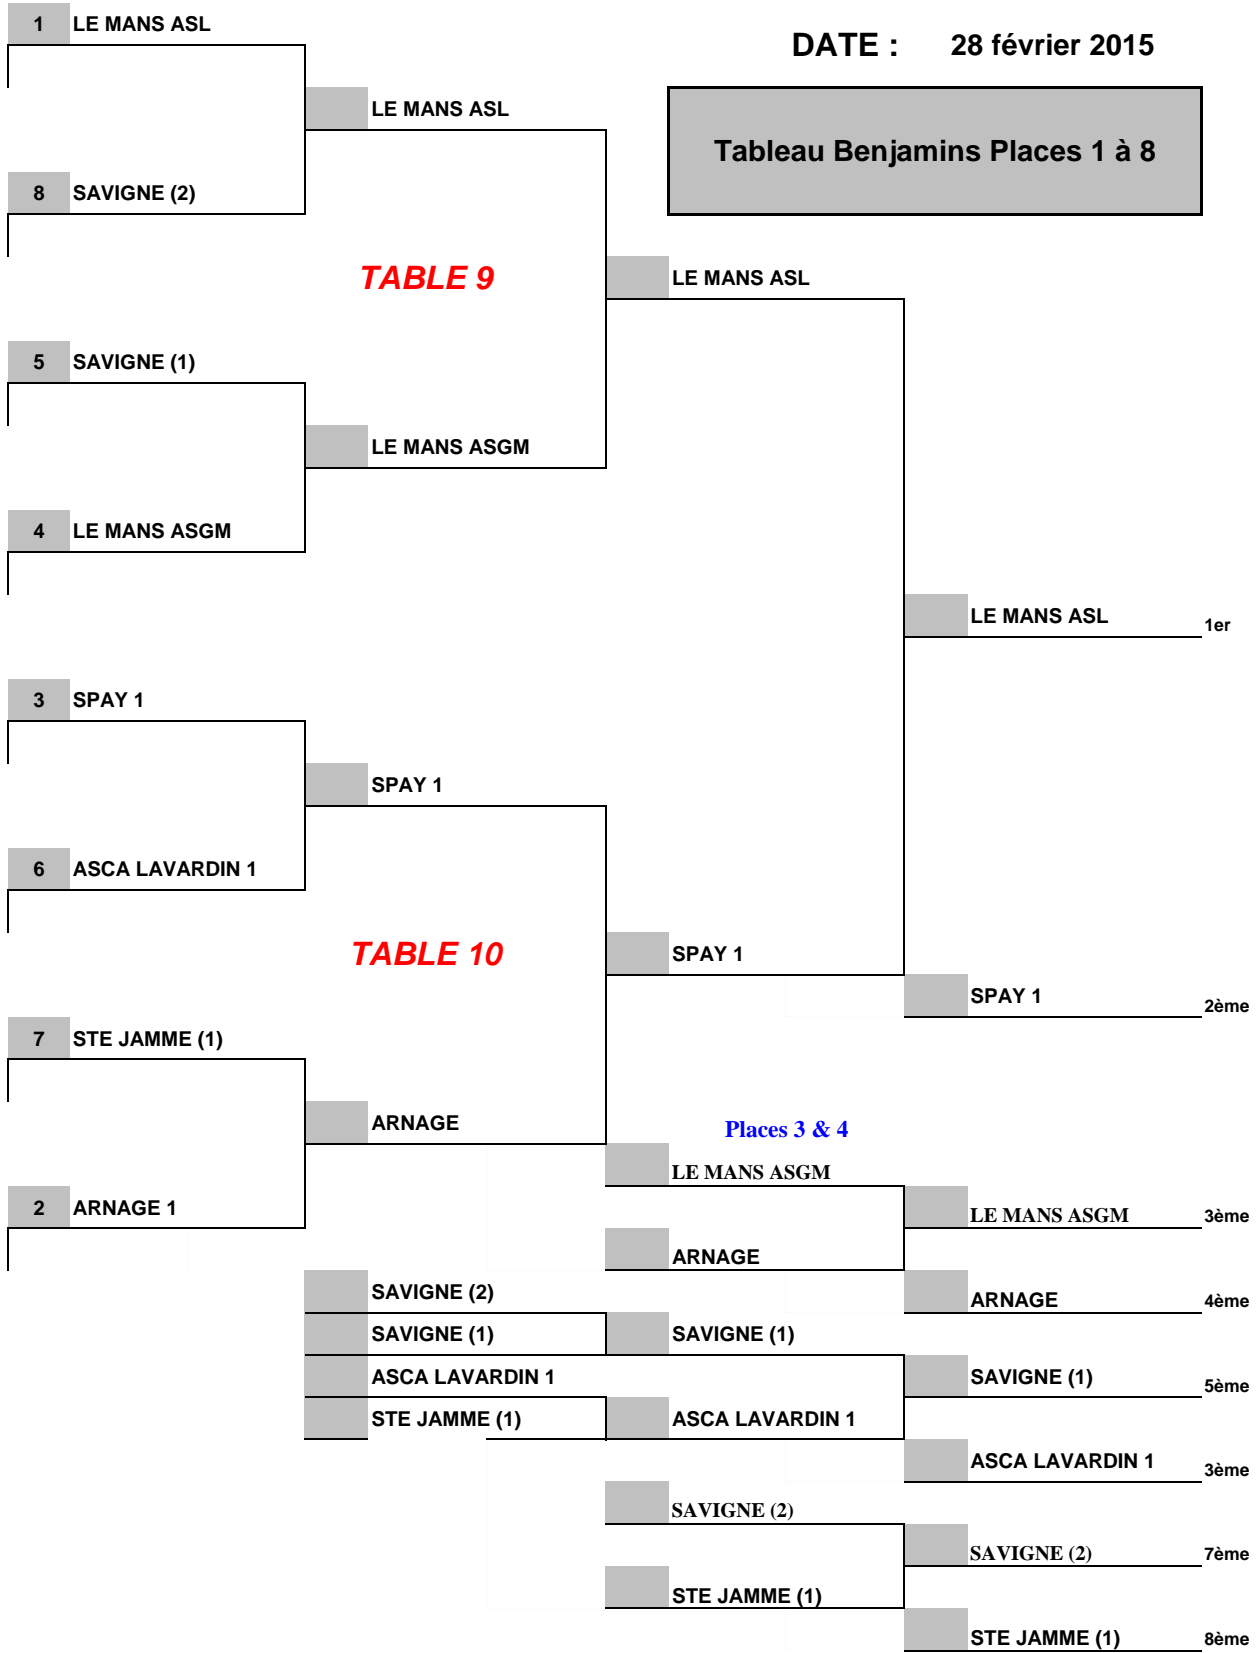 1 LE MANS ASL
DATE : 28 février 2015
LE MANS ASL
Tableau Benjamins Places 1 à 8
8 SAVIGNE (2)
TABLE 9
LE MANS ASL
5 SAVIGNE (1)
LE MANS ASGM
4 LE MANS ASGM
LE MANS ASL 1er
3 SPAY 1
SPAY 1
6 ASCA LAVARDIN 1
TABLE 10
SPAY 1
SPAY 1 2ème
7 STE JAMME (1)
ARNAGE
Places 3 & 4
LE MANS ASGM
2 ARNAGE 1
LE MANS ASGM 3ème
ARNAGE
SAVIGNE (2)
ARNAGE 4ème
SAVIGNE (1)
SAVIGNE (1)
ASCA LAVARDIN 1
SAVIGNE (1) 5ème
STE JAMME (1)
ASCA LAVARDIN 1
ASCA LAVARDIN 1 3ème
SAVIGNE (2)
SAVIGNE (2) 7ème
STE JAMME (1)
STE JAMME (1) 8ème